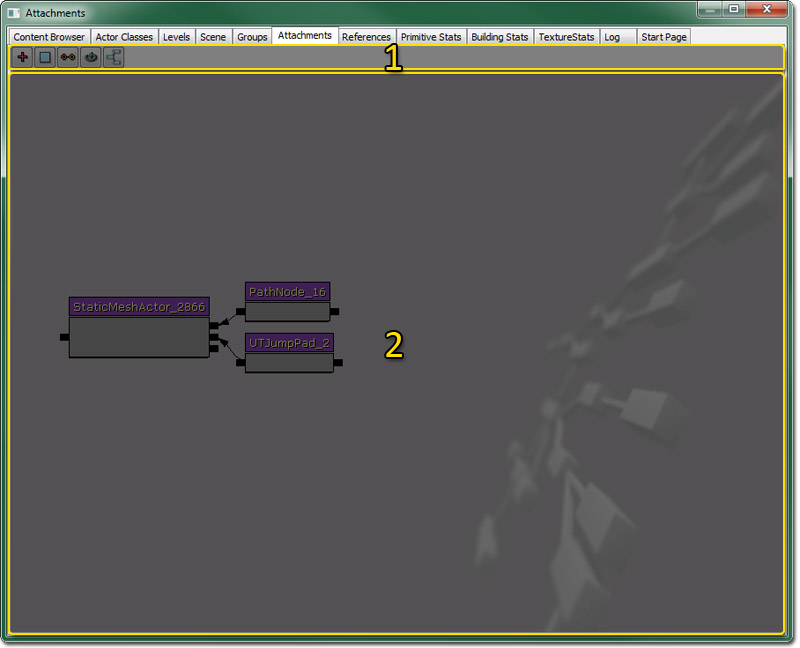 Attachments
Content Browser Actor Classes Levels Scene Groups Attachments References Primitive Stats Building Stats TextureStats Log Start Page
1
PathNode_16
StaticMeshActor_2866
UTJumpPad_2
2